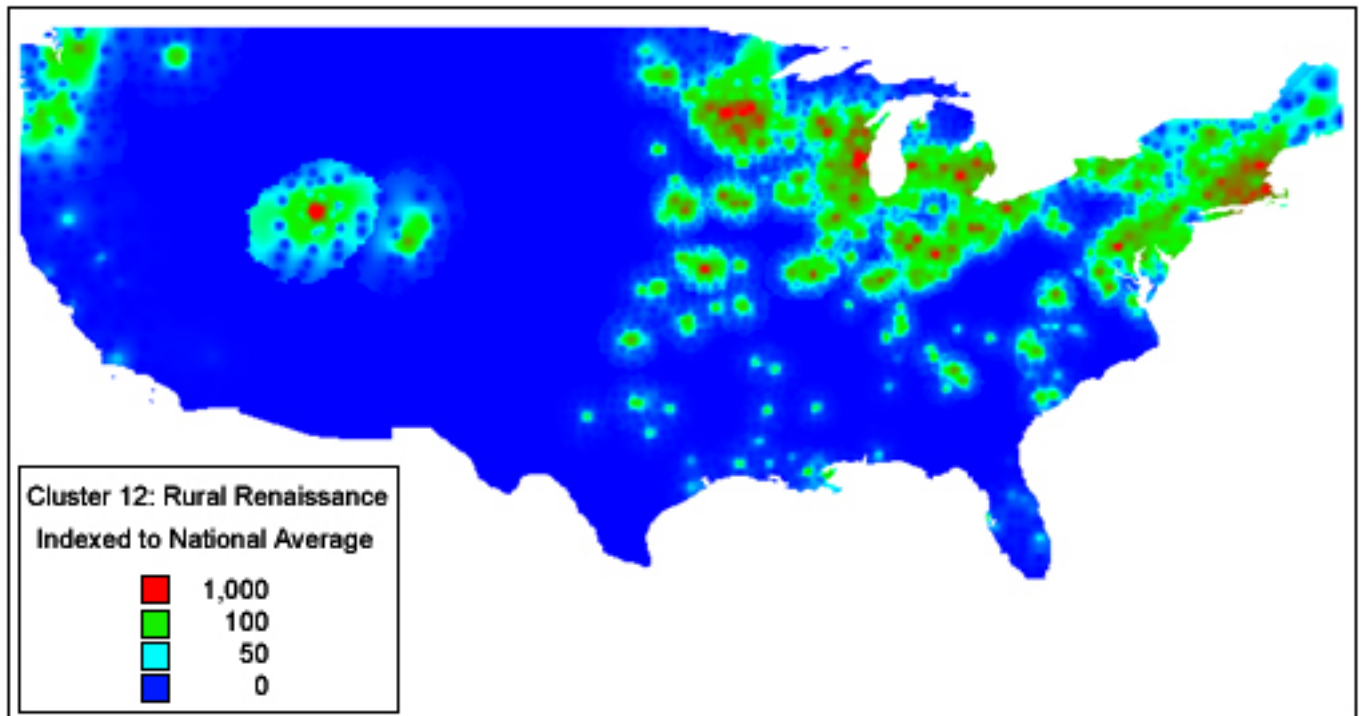 Cluster 12: Rural Renaissance
Indexed to National Average
1,000
100
50
0